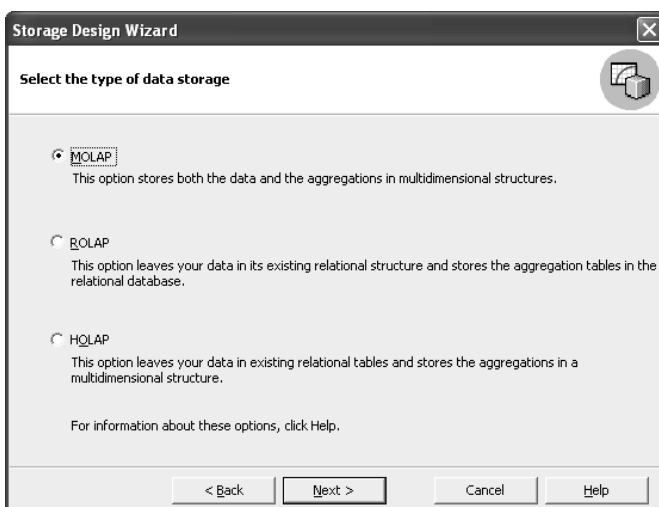 Storage Design Wizard
Select the type of data storage
MOLAP
This option stores both the data and the aggregations in multidimensional structures.
ROLAP
This option leaves your data in its existing relational structure and stores the aggregation tables in the
relational database.
HOLAP
This option leaves your data in existing relational tables and stores the aggregations in a
multidimensional structure.
For information about these options, click Help.
< Back Next > Cancel Help